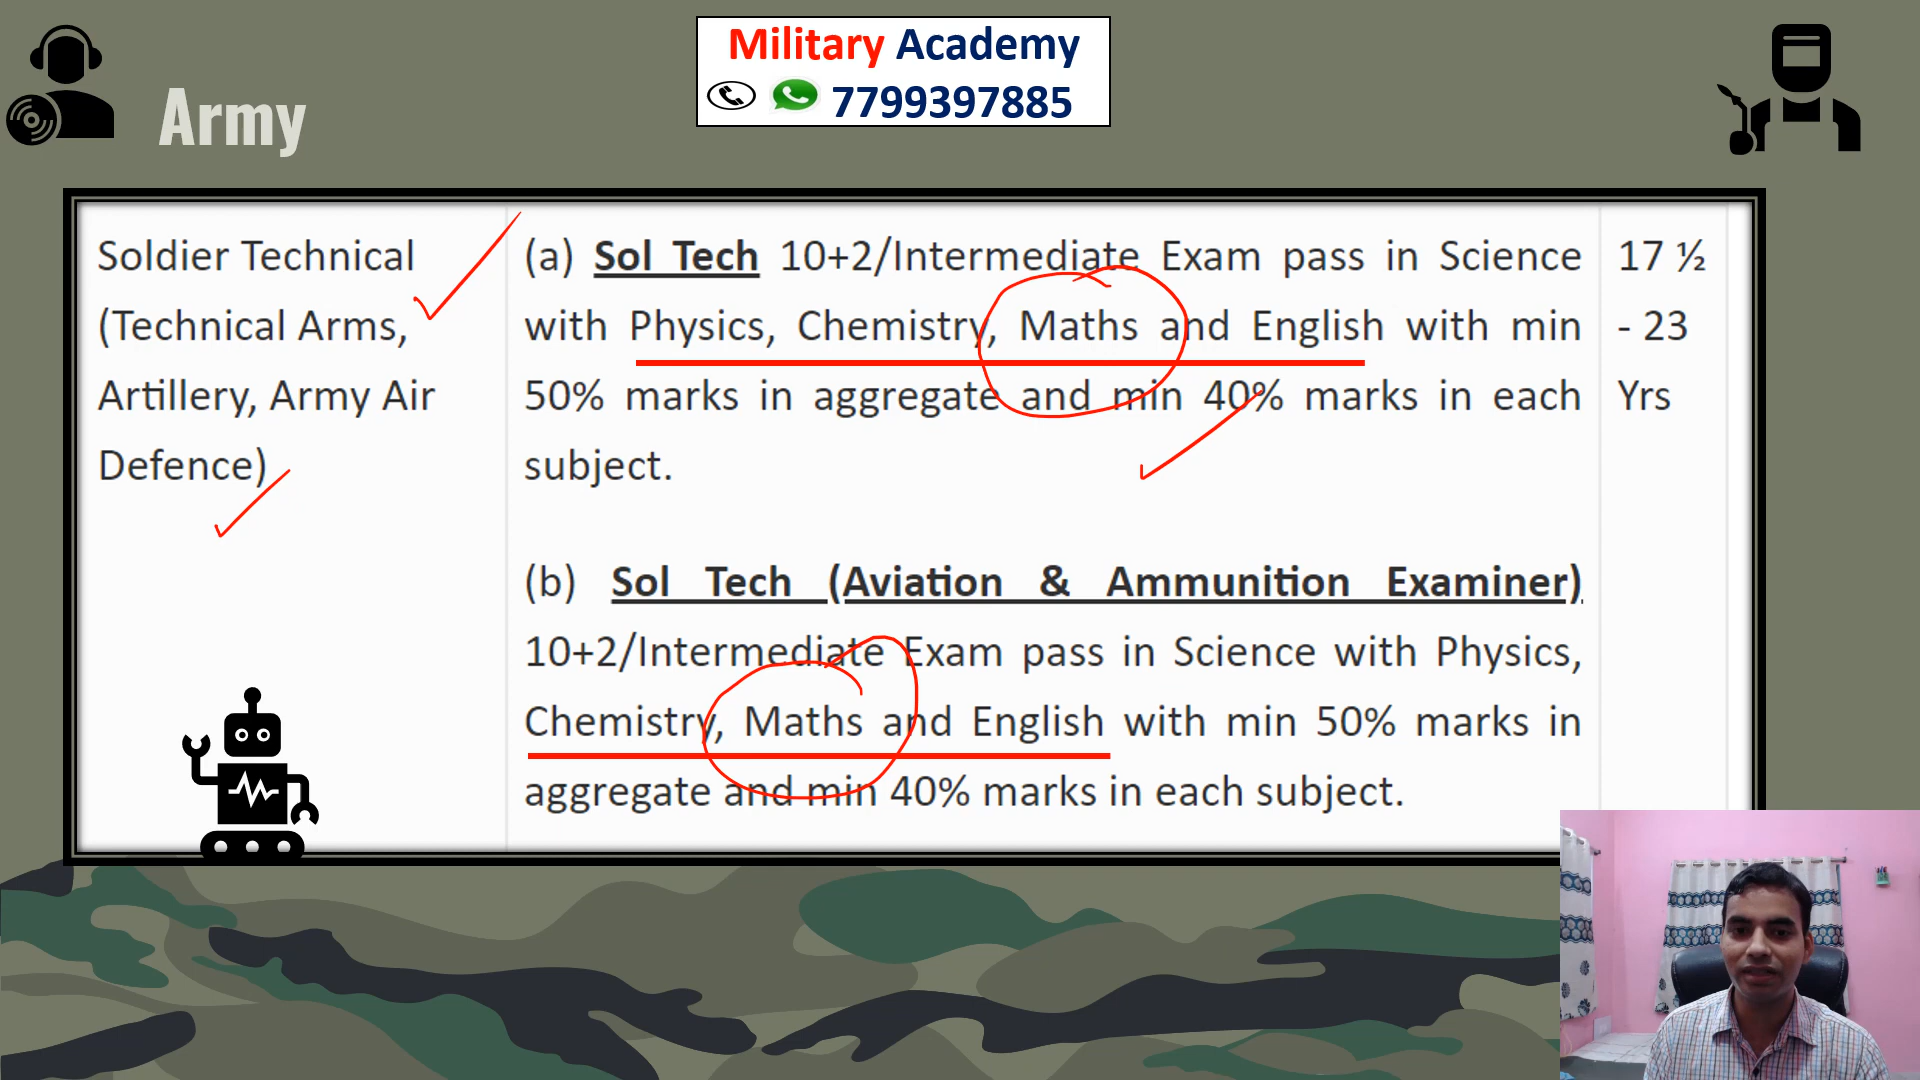 Military Academy
7799397885
Army
Soldier Technical
(Technical Arms,
Artillery, Army Air
Defence)
(a) Sol Tech 10+2/Intermediate Exam pass in Science
with Physics, Chemistry, Maths and English with min
50% marks in aggregate and min 40% marks in each
subject.
(b) Sol Tech (Aviation & Ammunition Examiner)
10+2/Intermediate Exam pass in Science with Physics,
Chemistry, Maths and English with min 50% marks in
aggregate and min 40% marks in each subject.
17 ½
- 23
Yrs